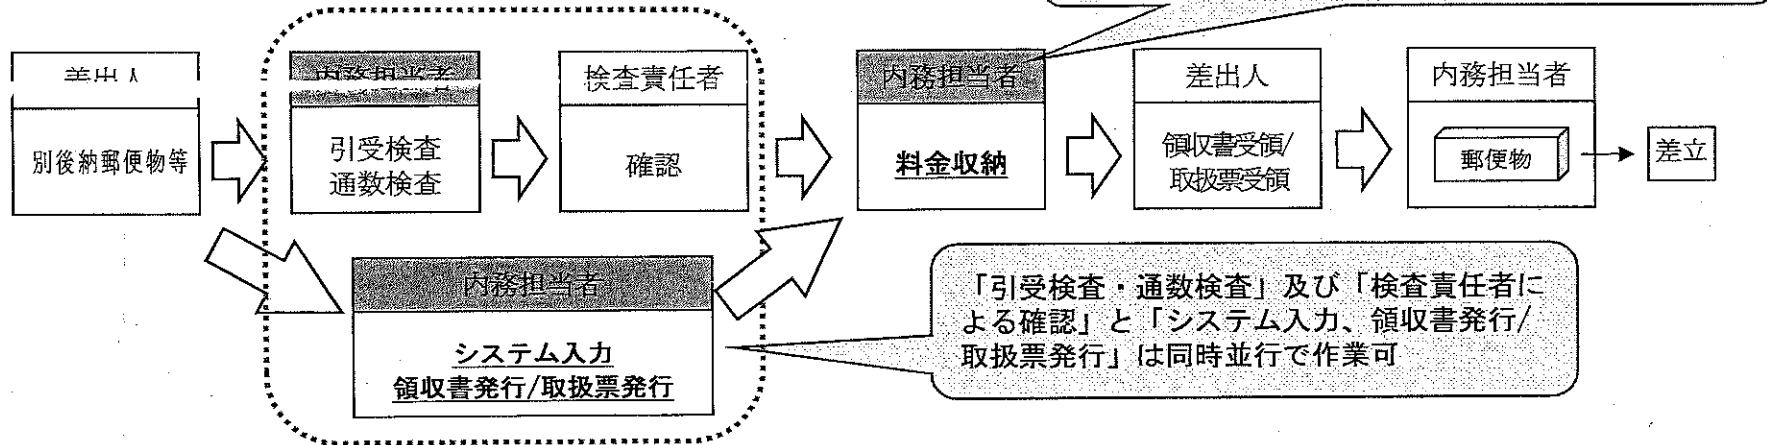 差出人
別後納郵便物等
内務担当者
引受検査
通数検査
検査責任者
確認
内務担当者
料金収納
差出人
領収書受領/
取扱票受領
内務担当者
郵便物
差立
内務担当者
システム入力
領収書発行/取扱票発行
「引受検査・通数検査」及び「検査責任者に
よる確認」と「システム入力、領収書発行/
取扱票発行」は同時並行で作業可